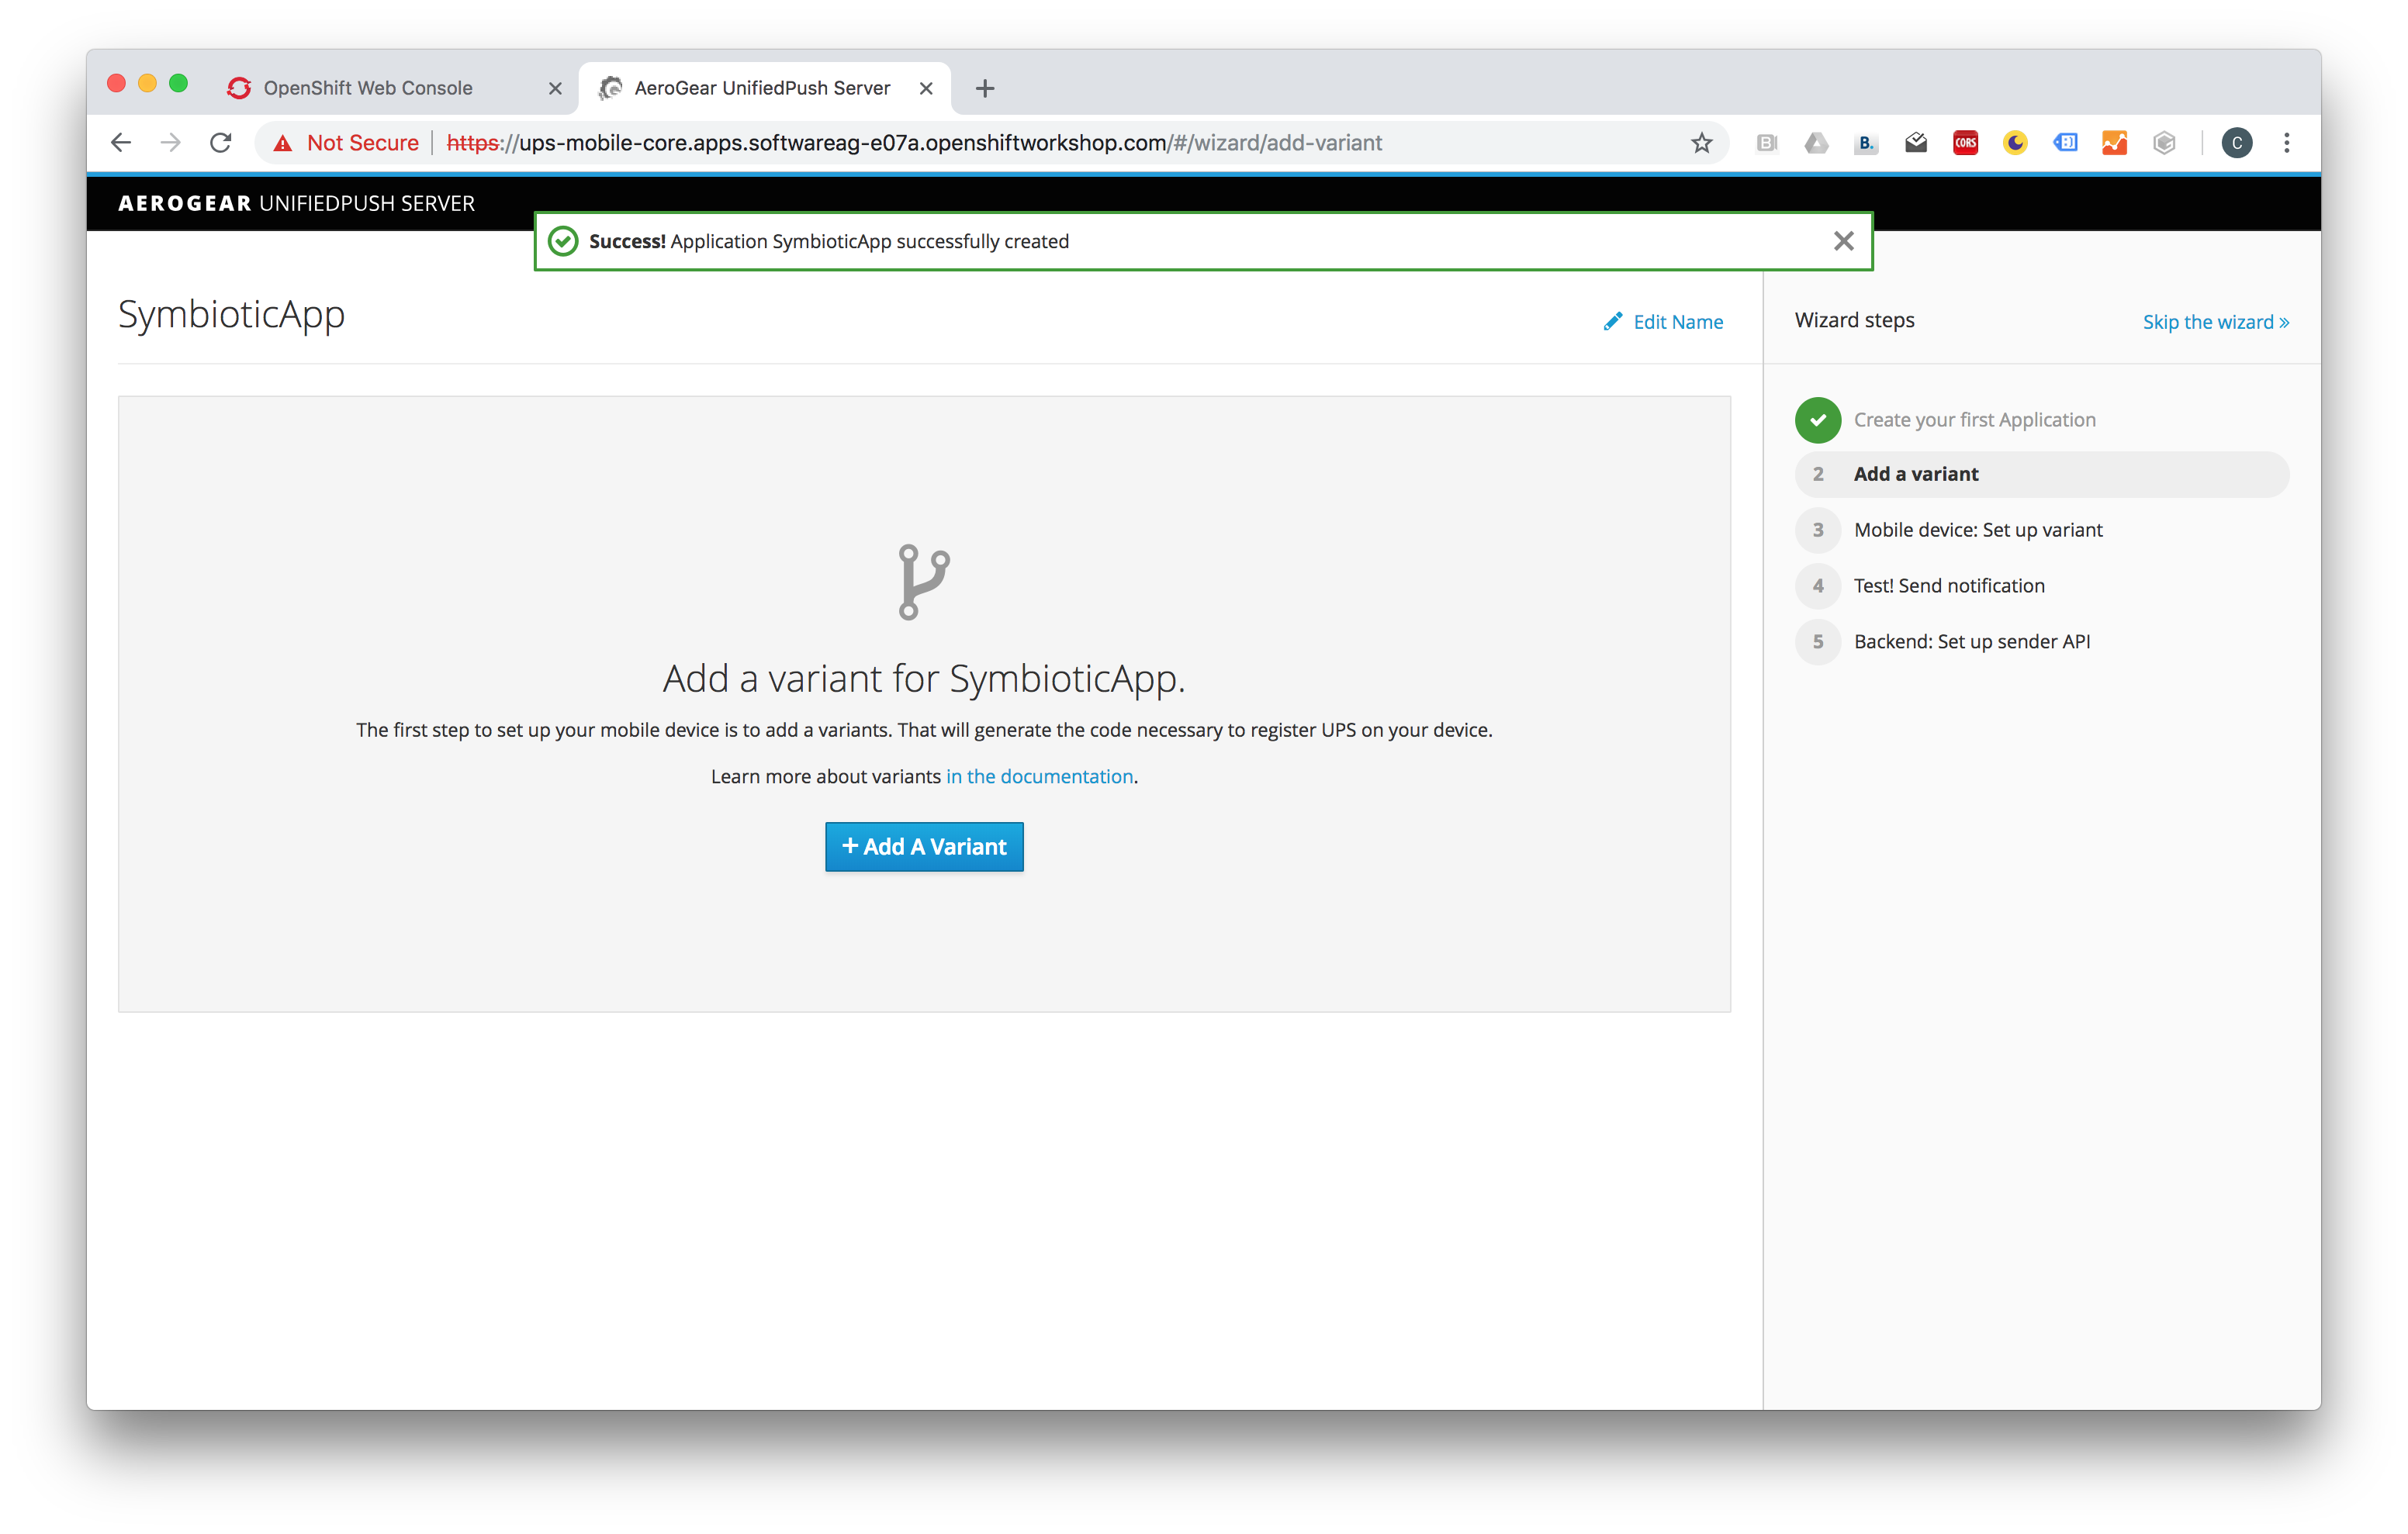 OpenShift Web Console
AeroGear UnifiedPush Server
Not Secure
https://ups-mobile-core.apps.softwareag-e07a.openshiftworkshop.com/#/wizard/add-variant
B
B.
CORS
C
AEROGEAR UNIFIEDPUSH SERVER
Success! Application SymbioticApp successfully created
SymbioticApp
Edit Name
Wizard steps
Skip the wizard »
Create your first Application
2 Add a variant
3 Mobile device: Set up variant
4 Test! Send notification
5 Backend: Set up sender API
Add a variant for SymbioticApp.
The first step to set up your mobile device is to add a variants. That will generate the code necessary to register UPS on your device.
Learn more about variants in the documentation.
+ Add A Variant